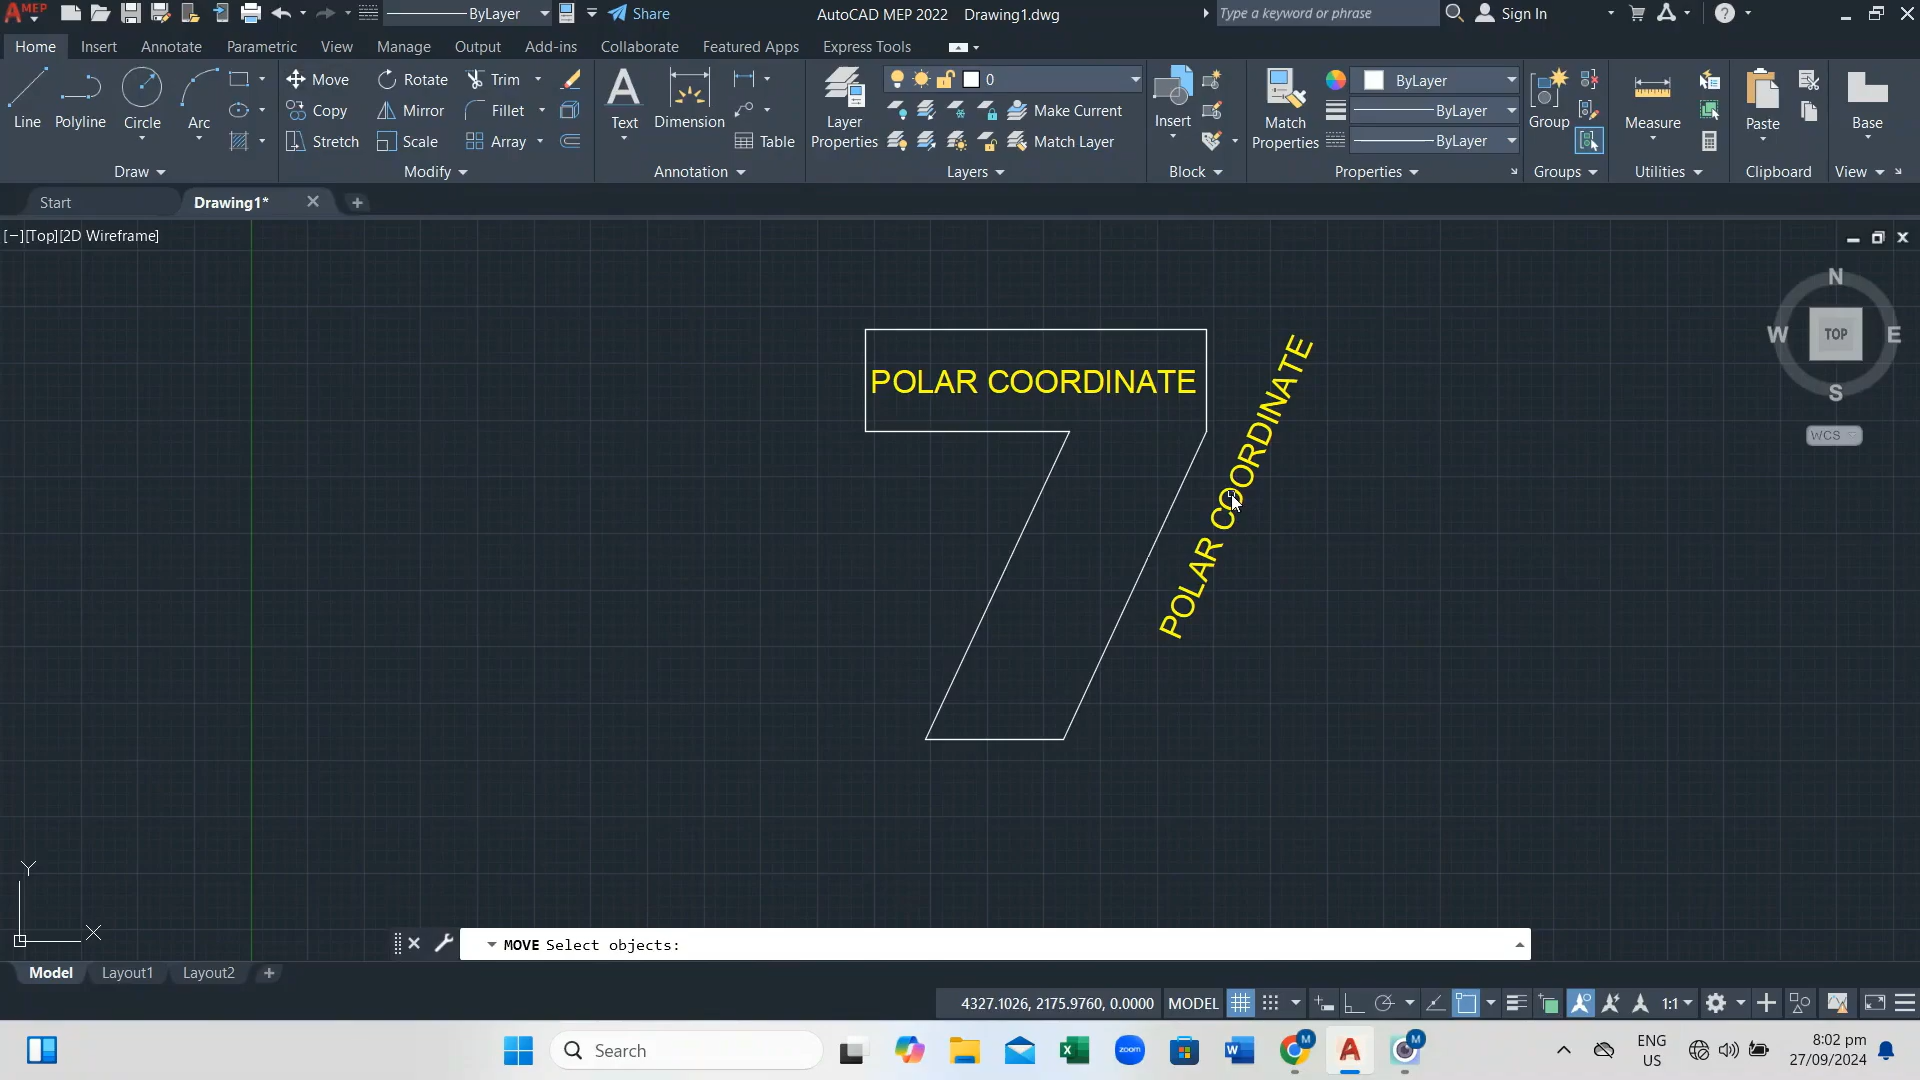 MEP
ByLayer
Share
AutoCAD MEP 2022 Drawing1.dwg
Type a keyword or phrase
Sign In
Home Insert Annotate Parametric View Manage Output Add-ins Collaborate Featured Apps Express Tools
Line
Polyline
Circle
Arc
Draw
Move
Rotate
Trim
Copy
Mirror
Fillet
Stretch
Scale
Array
Modify
Text
Dimension
Table
Annotation
Layer
Properties
0
Make Current
Match Layer
Layers
Insert
Block
Match
Properties
ByLayer
ByLayer
ByLayer
Properties
Group
Groups
Measure
Utilities
Paste
Clipboard
Base
View
Start
Drawing1*
[−][Top][2D Wireframe]
N
W
TOP
E
S
WCS
POLAR COORDINATE
POLAR COORDINATE
Y
X
MOVE Select objects:
Model Layout1 Layout2
4327.1026, 2175.9760, 0.0000 MODEL
1:1
Search
zoom
M
M
ENG
US
8:02 pm
27/09/2024